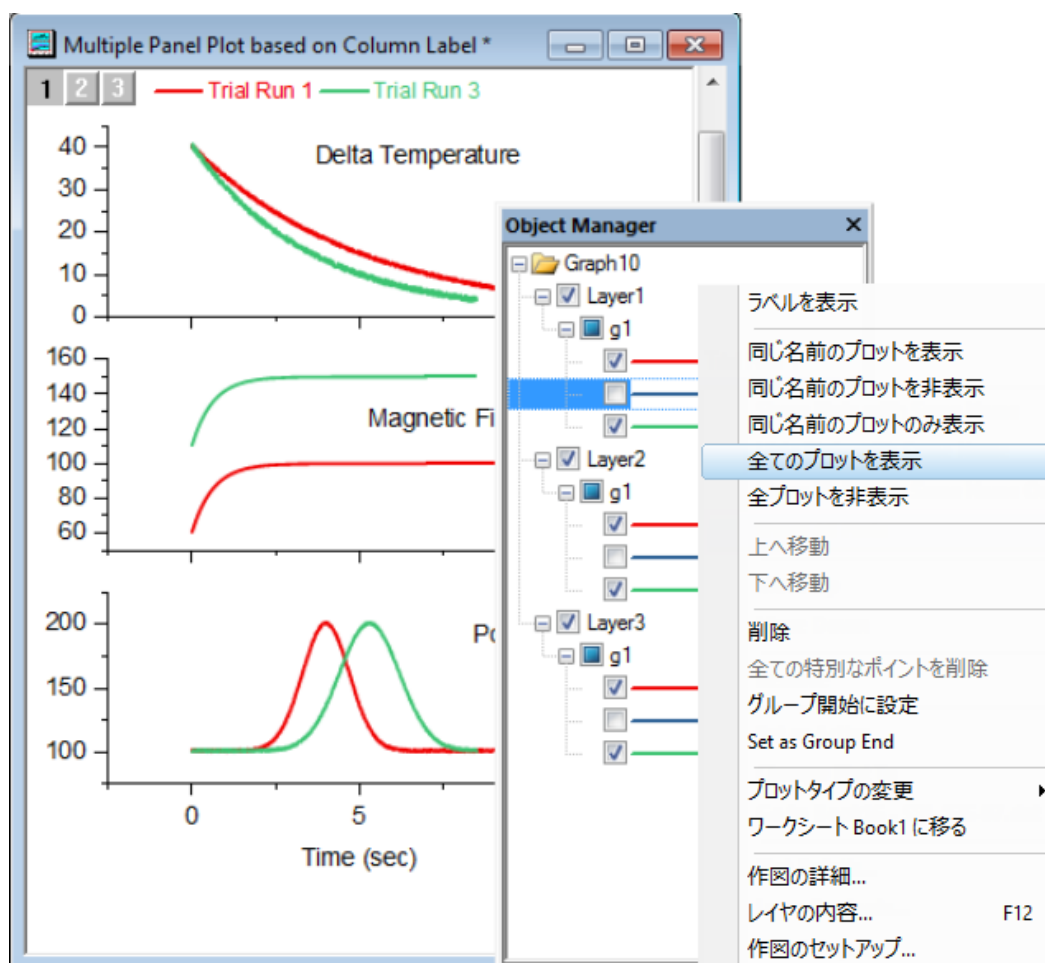 Multiple Panel Plot based on Column Label *
1 2 3 Trial Run 1 Trial Run 3
Delta Temperature
40
30
20
10
0
160
140
120
100
80
60
Magnetic Fi
200
150
100
Po
0 5
Time (sec)
Object Manager
Graph10
Layer1
g1
Layer2
g1
Layer3
g1
ラベルを表示
同じ名前のプロットを表示
同じ名前のプロットを非表示
同じ名前のプロットのみ表示
全てのプロットを表示
全プロットを非表示
上へ移動
下へ移動
削除
全ての特別なポイントを削除
グループ開始に設定
Set as Group End
プロットタイプの変更
ワークシート Book1 に移る
作図の詳細...
レイヤの内容... F12
作図のセットアップ...